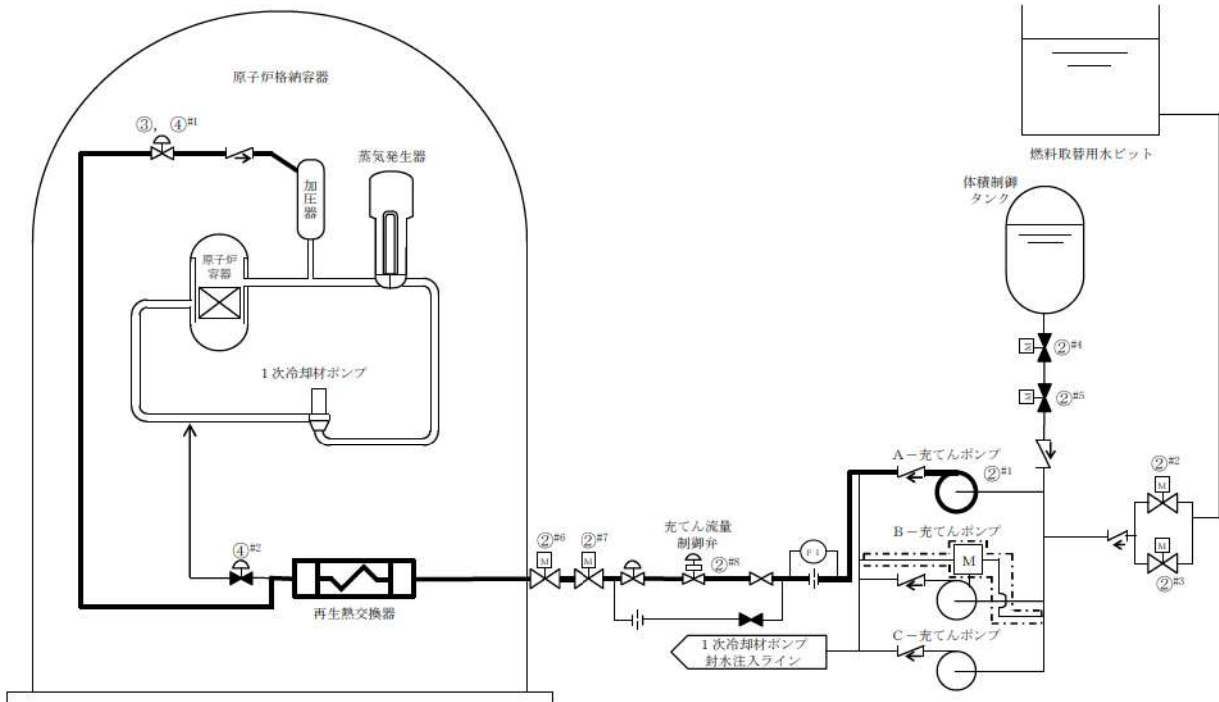 原子炉格納容器
③, ④#1
加圧器
蒸気発生器
原子炉
容器
1次冷却材ポンプ
④#2
再生熱交換器
②#6
M
②#7
M
充てん流量
制御弁
②#8
FI
1次冷却材ポンプ
封水注入ライン
A-充てんポンプ
②#1
B-充てんポンプ
M
C-充てんポンプ
燃料取替用水ピット
体積制御
タンク
M
②#4
M
②#5
②#2
M
M
②#3